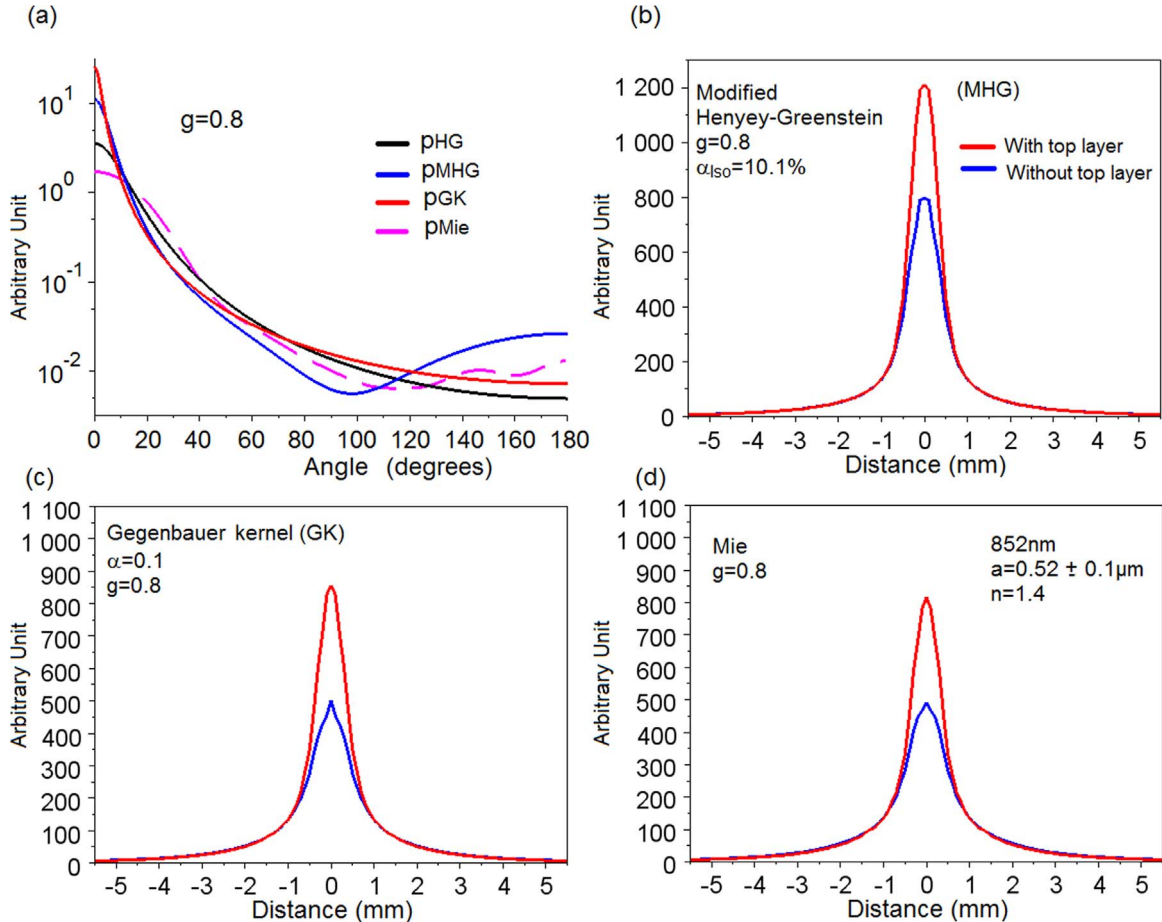 (a)
Arbitrary Unit
10¹
10⁰
10⁻¹
10⁻²
g=0.8
pHG
pMHG
pGK
pMie
0 20 40 60 80 100 120 140 160 180
Angle (degrees)
(b)
Arbitrary Unit
1 200
1 000
800
600
400
200
0
Modified
Henyey-Greenstein
g=0.8
αIso=10.1%
(MHG)
With top layer
Without top layer
-5 -4 -3 -2 -1 0 1 2 3 4 5
Distance (mm)
(c)
Arbitrary Unit
1 100
1 000
900
800
700
600
500
400
300
200
100
0
Gegenbauer kernel (GK)
α=0.1
g=0.8
-5 -4 -3 -2 -1 0 1 2 3 4 5
Distance (mm)
(d)
Arbitrary Unit
1 100
1 000
900
800
700
600
500
400
300
200
100
0
Mie
g=0.8
852nm
a=0.52 ± 0.1µm
n=1.4
-5 -4 -3 -2 -1 0 1 2 3 4 5
Distance (mm)